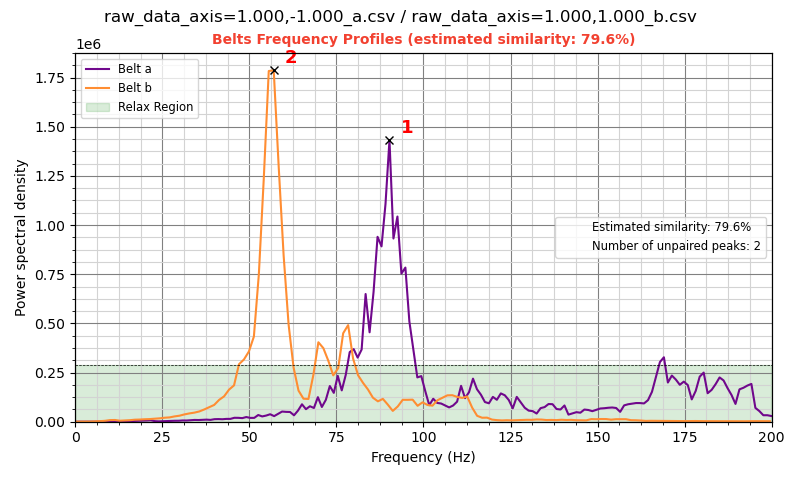 raw_data_axis=1.000,-1.000_a.csv / raw_data_axis=1.000,1.000_b.csv
Belts Frequency Profiles (estimated similarity: 79.6%)
1e6
2
Belt a
Belt b
Relax Region
1
Estimated similarity: 79.6%
Number of unpaired peaks: 2
Power spectral density
1.75
1.50
1.25
1.00
0.75
0.50
0.25
0.00
0 25 50 75 100 125 150 175 200
Frequency (Hz)